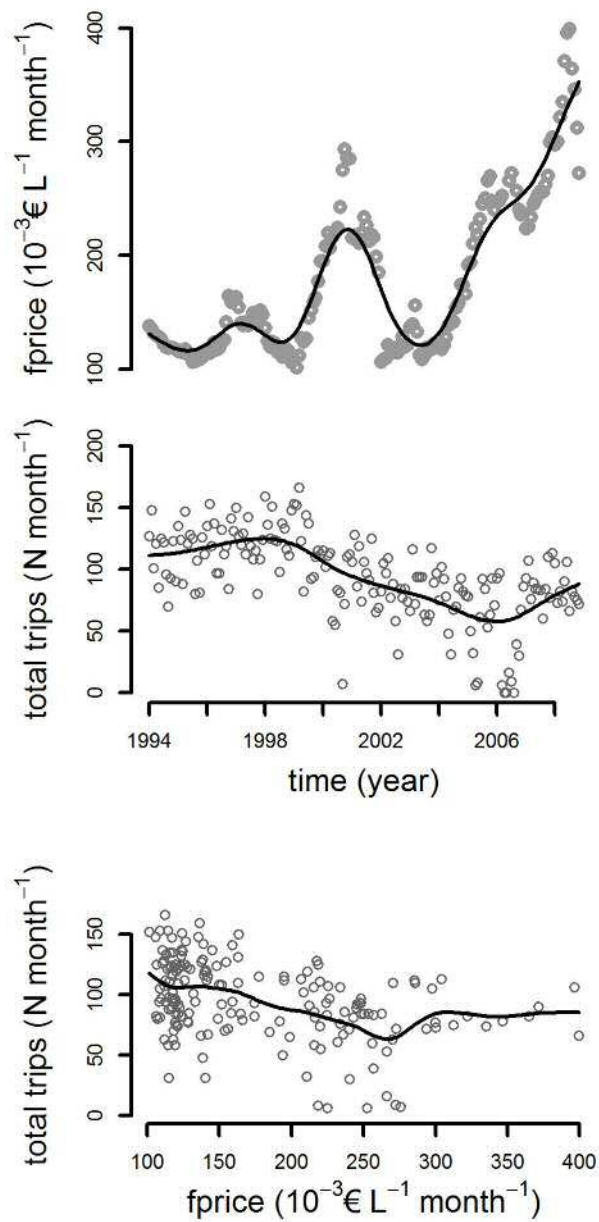 fprice (10⁻³€ L⁻¹ month⁻¹)
400
300
200
100
total trips (N month⁻¹)
200
150
100
50
0
1994 1998 2002 2006
time (year)
total trips (N month⁻¹)
150
100
50
0
100 150 200 250 300 350 400
fprice (10⁻³€ L⁻¹ month⁻¹)